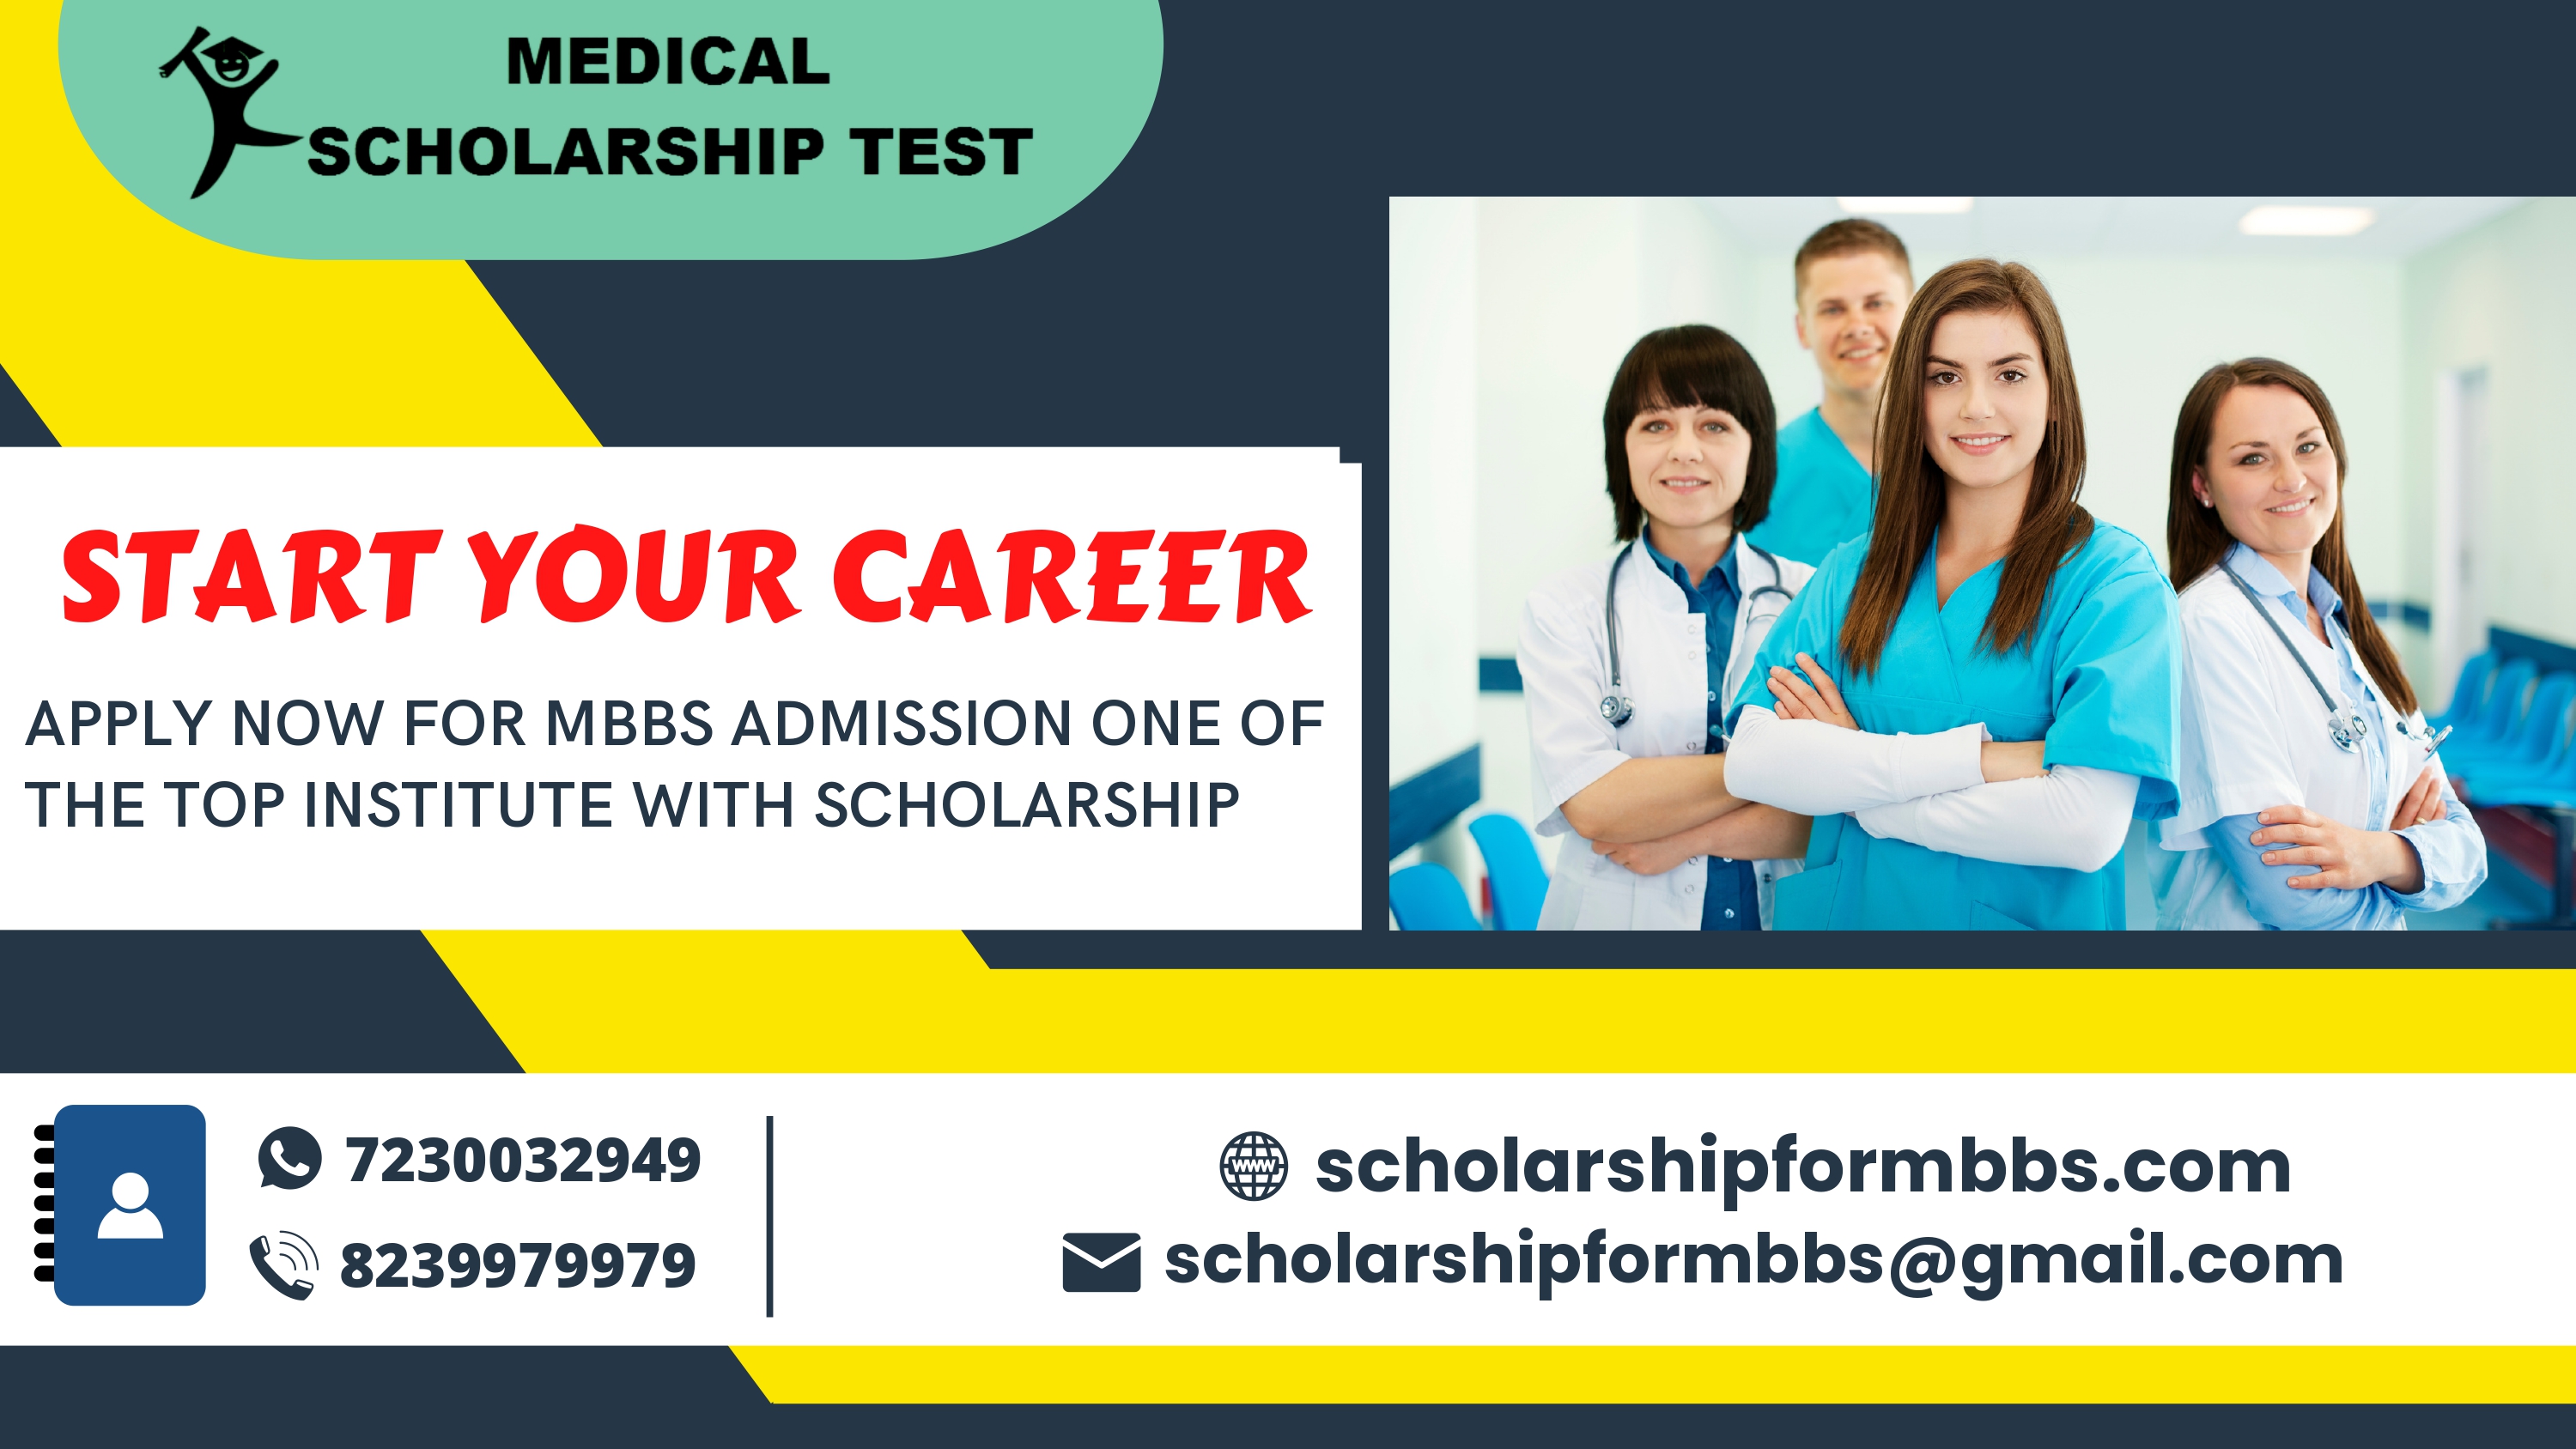 MEDICAL
SCHOLARSHIP TEST
START YOUR CAREER
APPLY NOW FOR MBBS ADMISSION ONE OF
THE TOP INSTITUTE WITH SCHOLARSHIP
7230032949
8239979979
www
scholarshipformbbs.com
scholarshipformbbs@gmail.com